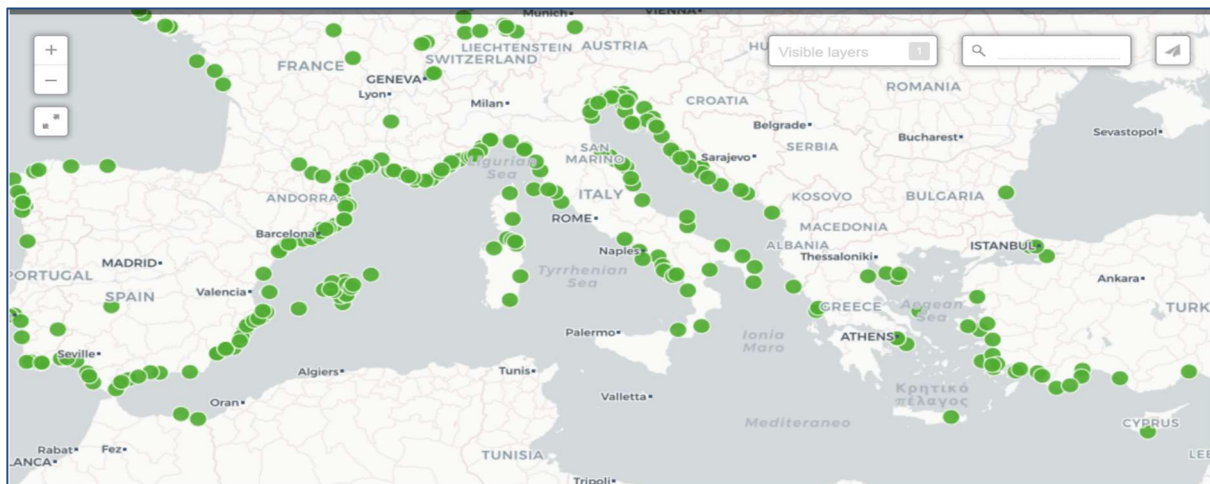 Munich
VIENNA
LIECHTENSTEIN
AUSTRIA
SWITZERLAND
FRANCE
GENEVA
Lyon
Milan
Visible layers
1
HU
ROMANIA
CROATIA
Belgrade
Bucharest
Sevastopol
SERBIA
Sarajevo
SAN
MARINO
Ligurian
Sea
ANDORRA
ITALY
KOSOVO
BULGARIA
ROME
MACEDONIA
Barcelona
ISTANBUL
ALBANIA
Thessaloniki
Naples
MADRID
PORTUGAL
SPAIN
Valencia
Tyrrhenian
Sea
Ankara
GREECE
Aegean
Sea
TURK
Palermo
Ionia
Maro
ATHENS
Seville
Algiers
Tunis
Κρητικό
πέλαγος
Oran
Valletta
Mediteraneo
CYPRUS
Rabat
Fez
LANCA
TUNISIA
LEE
Tripoli